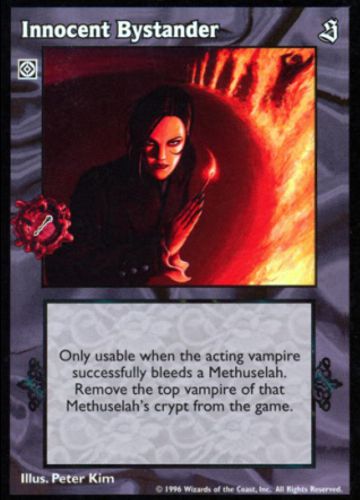 Innocent Bystander
Only usable when the acting vampire
successfully bleeds a Methuselah.
Remove the top vampire of that
Methuselah's crypt from the game.
Illus. Peter Kim
© 1996 Wizards of the Coast, Inc. All Rights Reserved.